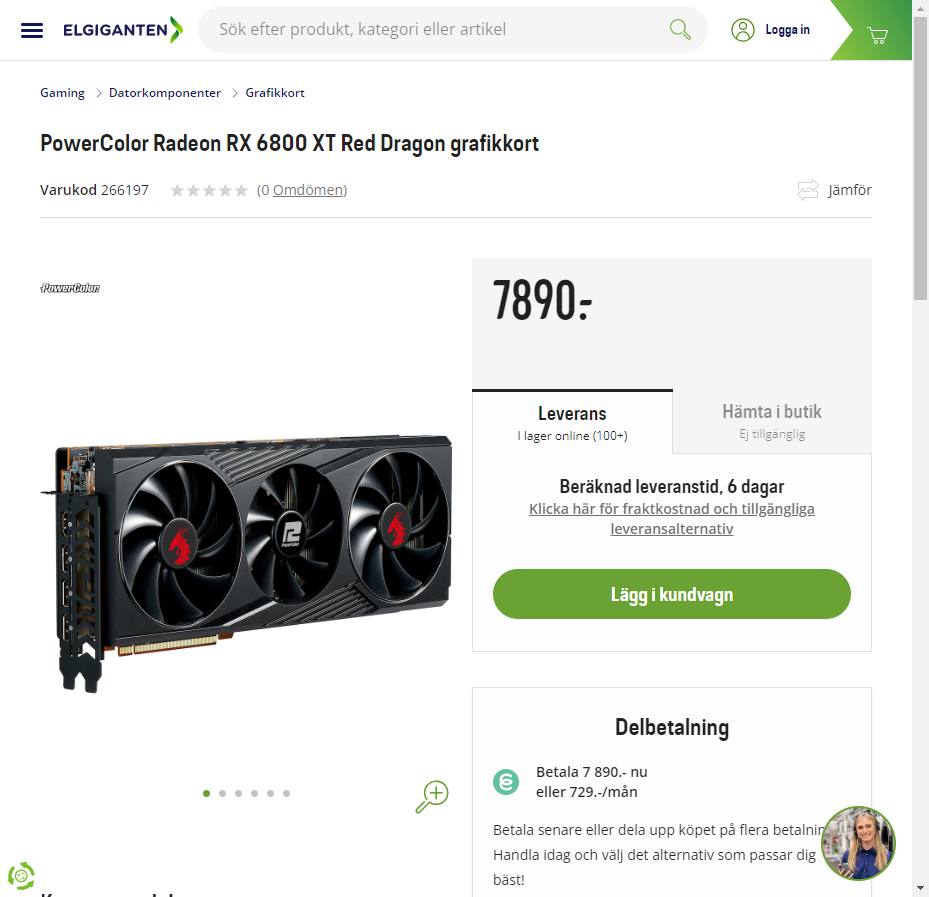 ELGIGANTEN
Sök efter produkt, kategori eller artikel
Logga in
Gaming
Datorkomponenter
Grafikkort
PowerColor Radeon RX 6800 XT Red Dragon grafikkort
Varukod 266197
(0 Omdömen)
Jämför
PowerColor
7890.-
Leverans
I lager online (100+)
Hämta i butik
Ej tillgänglig
Beräknad leveranstid, 6 dagar
Klicka här för fraktkostnad och tillgängliga
leveransalternativ
Lägg i kundvagn
PowerColor
Delbetalning
Betala 7 890.- nu
eller 729.-/mån
Betala senare eller dela upp köpet på flera
Handla idag och välj det alternativ som passar dig
bäst!